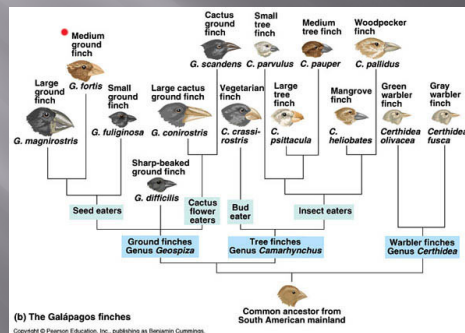 Medium
ground
finch
G. fortis
Cactus
ground
finch
G. scandens
Small
tree
finch
C. parvulus
Medium
tree
finch
C. pauper
Woodpecker
finch
C. pallidus
Large
ground
finch
G. magnirostris
Small
ground
finch
G. fuliginosa
Large cactus
ground finch
G. conirostris
Vegetarian
finch
C. crassi-
rostris
Large
tree
finch
C.
psittacula
Mangrove
finch
C.
heliobates
Green
warbler
finch
Certhidea
olivacea
Gray
warbler
finch
Certhidea
fusca
Sharp-beaked
ground finch
G. difficilis
Seed eaters
Cactus
flower
eaters
Bud
eater
Insect eaters
Ground finches
Genus Geospiza
Tree finches
Genus Camarhynchus
Warbler finches
Genus Certhidea
Common ancestor from
South American mainland
(b) The Galápagos finches
Copyright © Pearson Education, Inc., publishing as Benjamin Cummings.